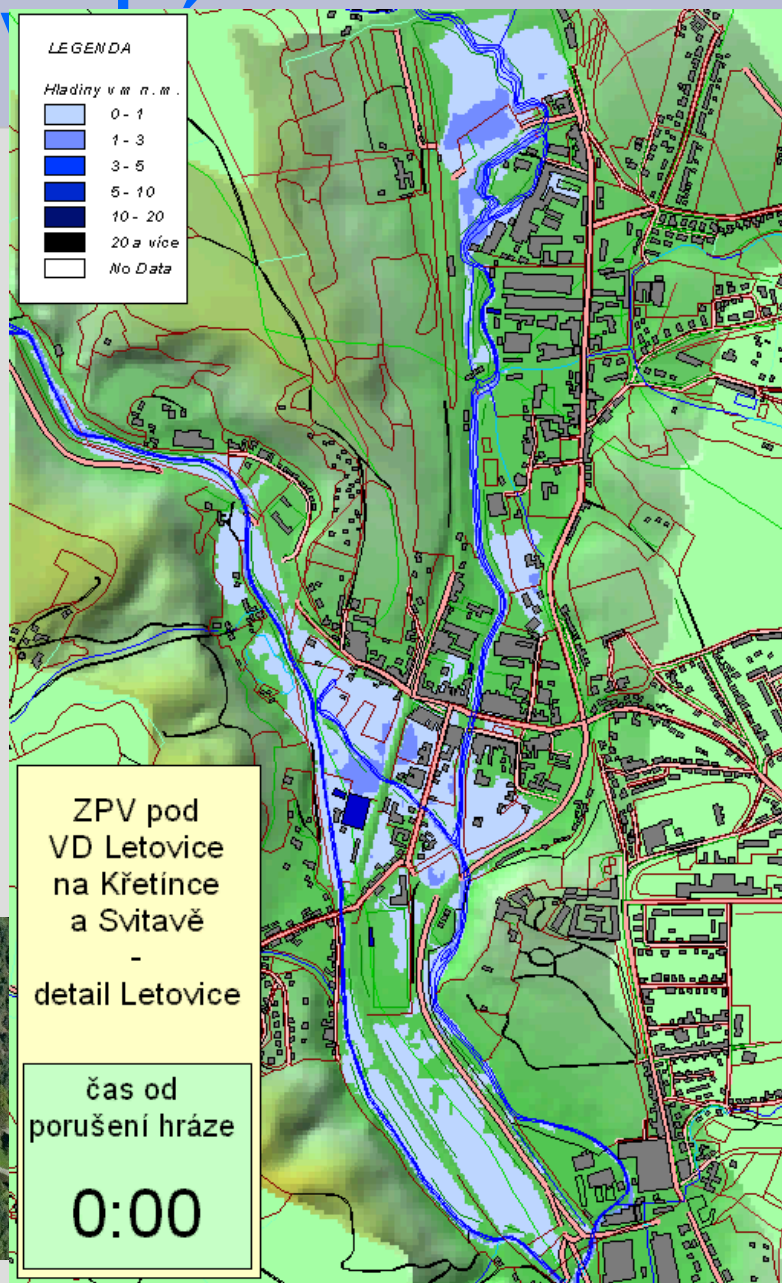 LEGENDA
Hladiny v m n.m.
0 - 1
1 - 3
3 - 5
5 - 10
10 - 20
20 a více
No Data
ZPV pod
VD Letovice
na Křetínce
a Svitavě
-
detail Letovice
čas od
porušení hráze
0:00